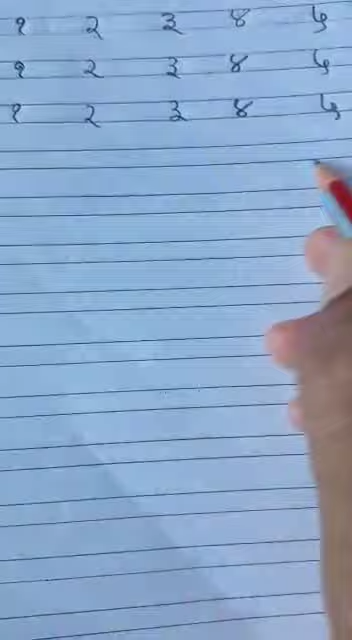 १ २ ३ ४ ५
१ २ ३ ४ ५
१ २ ३ ४ ५